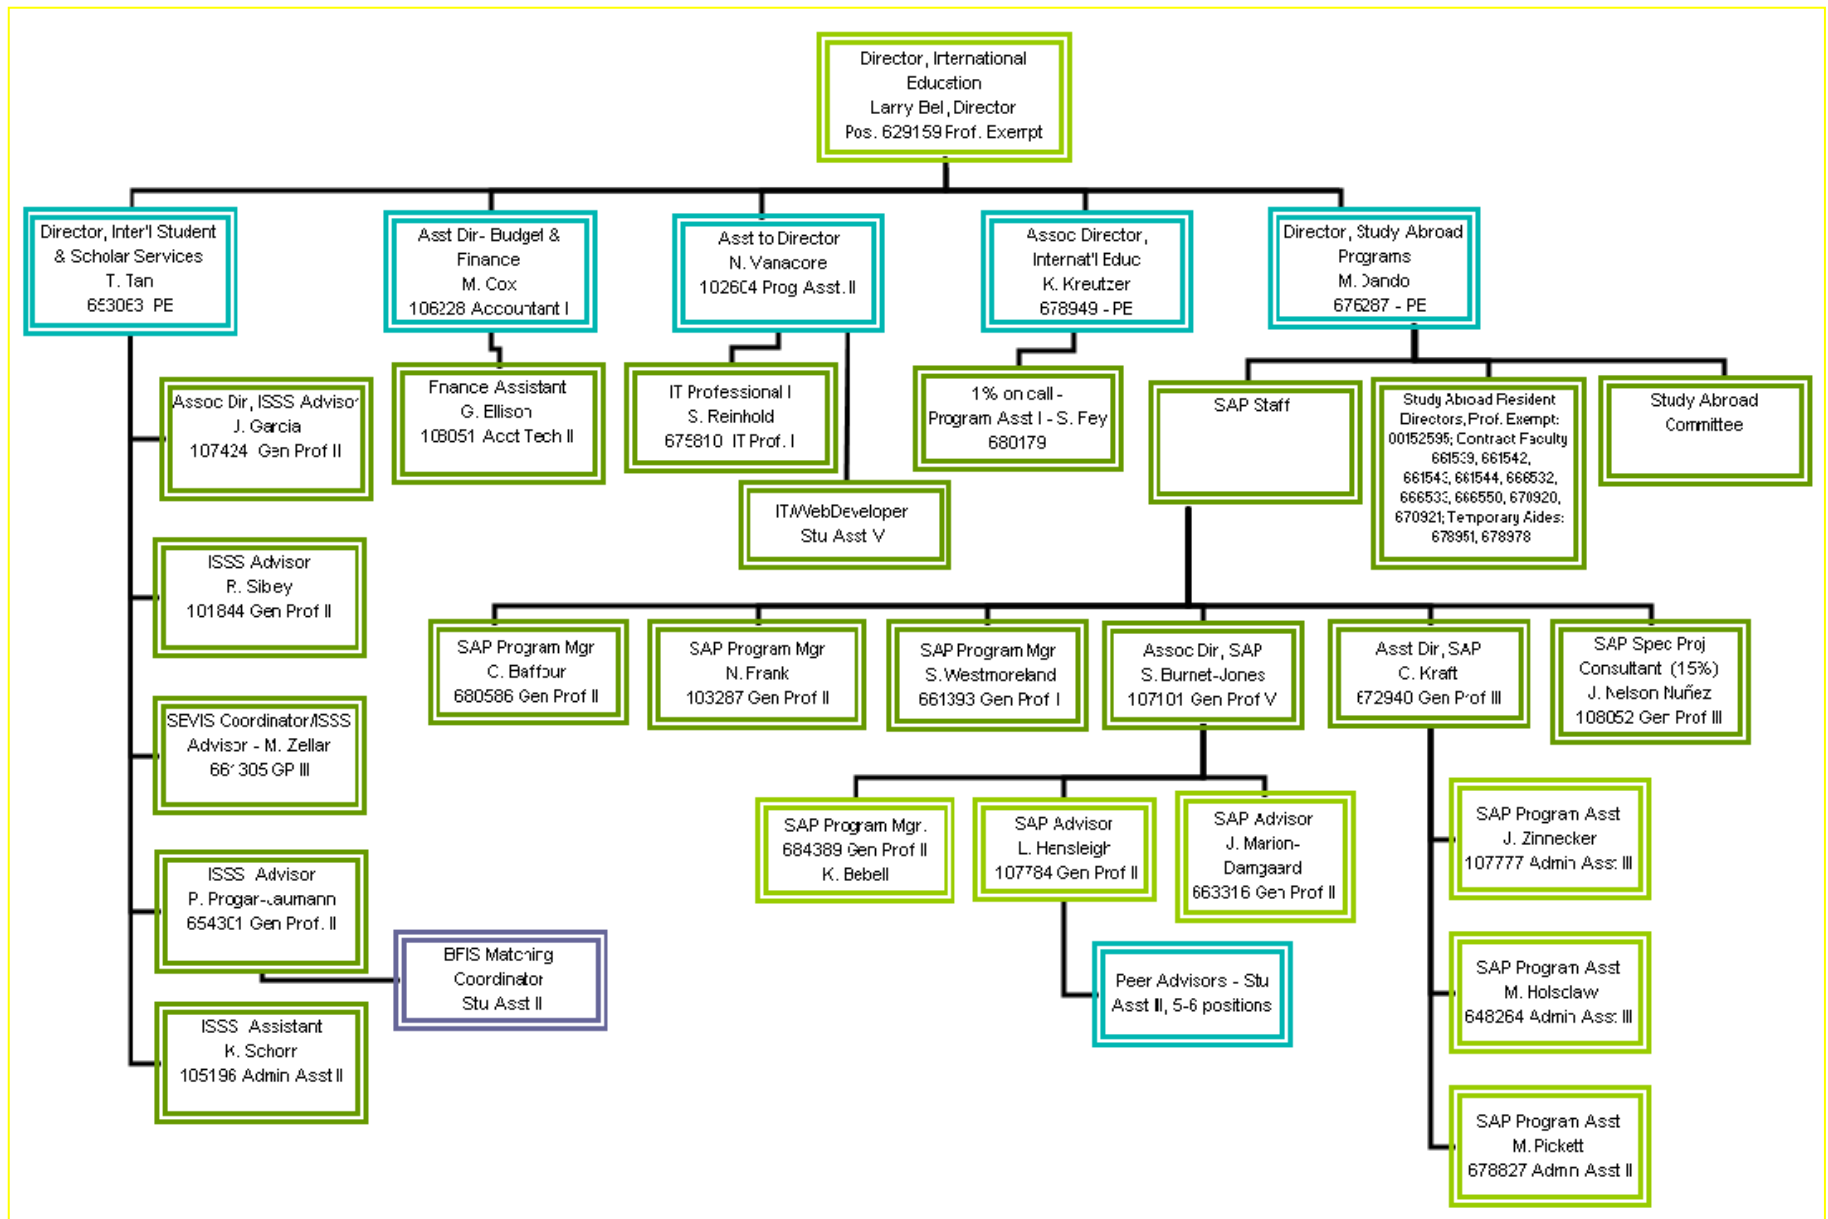 Director, International
Education
Larry Bell, Director
Pos. 629159 Prof. Exempt
Director, Inter'l Student
& Scholar Services
T. Tan
653063 PE
Asst Dir- Budget &
Finance
M. Cox
106228 Accountant I
Asst to Director
N. Vanacore
102604 Prog Asst. II
Assoc Director,
Internat'l Educ
K. Kreutzer
678949 - PE
Director, Study Abroad
Programs
M. Dando
676287 - PE
Assoc Dir, ISSS Advisor
J. Garcia
107424 Gen Prof II
Fnance Assistant
G. Ellison
108051 Acct Tech II
IT Professional I
S. Reinhold
675810 IT Prof. I
1% on call -
Program Asst I - S. Fey
680179
SAP Staff
Study Abroad Resident
Directors, Prof. Exempt:
00152595; Contract Faculty
661539, 661542,
661543, 661544, 666532,
666533, 666550, 670920,
670921; Temporary Aides:
678951, 678978
Study Abroad
Committee
IT/WebDeveloper
Stu Asst V
ISSS Advisor
R. Sibley
101844 Gen Prof II
SAP Program Mgr
C. Baffour
680586 Gen Prof II
SAP Program Mgr
N. Frank
103287 Gen Prof II
SAP Program Mgr
S. Westmoreland
661393 Gen Prof I
Assoc Dir, SAP
S. Burnet-Jones
107101 Gen Prof V
Asst Dir, SAP
C. Kraft
672940 Gen Prof III
SAP Spec Proj
Consultant (15%)
J. Nelson Nuñez
108052 Gen Prof III
SEVIS Coordinator/ISSS
Advisor - M. Zellar
661305 GP III
SAP Program Mgr.
684389 Gen Prof II
K. Bebell
SAP Advisor
L. Hensleigh
107784 Gen Prof II
SAP Advisor
J. Marion-
Damgaard
663316 Gen Prof II
SAP Program Asst
J. Zinnecker
107777 Admin Asst III
ISSS Advisor
P. Progar-Laumann
654301 Gen Prof. II
BFIS Matching
Coordinator
Stu Asst II
Peer Advisors - Stu
Asst III, 5-6 positions
SAP Program Asst
M. Holsclaw
648264 Admin Asst III
ISSS Assistant
K. Schorr
105196 Admin Asst II
SAP Program Asst
M. Pickett
678827 Admin Asst II